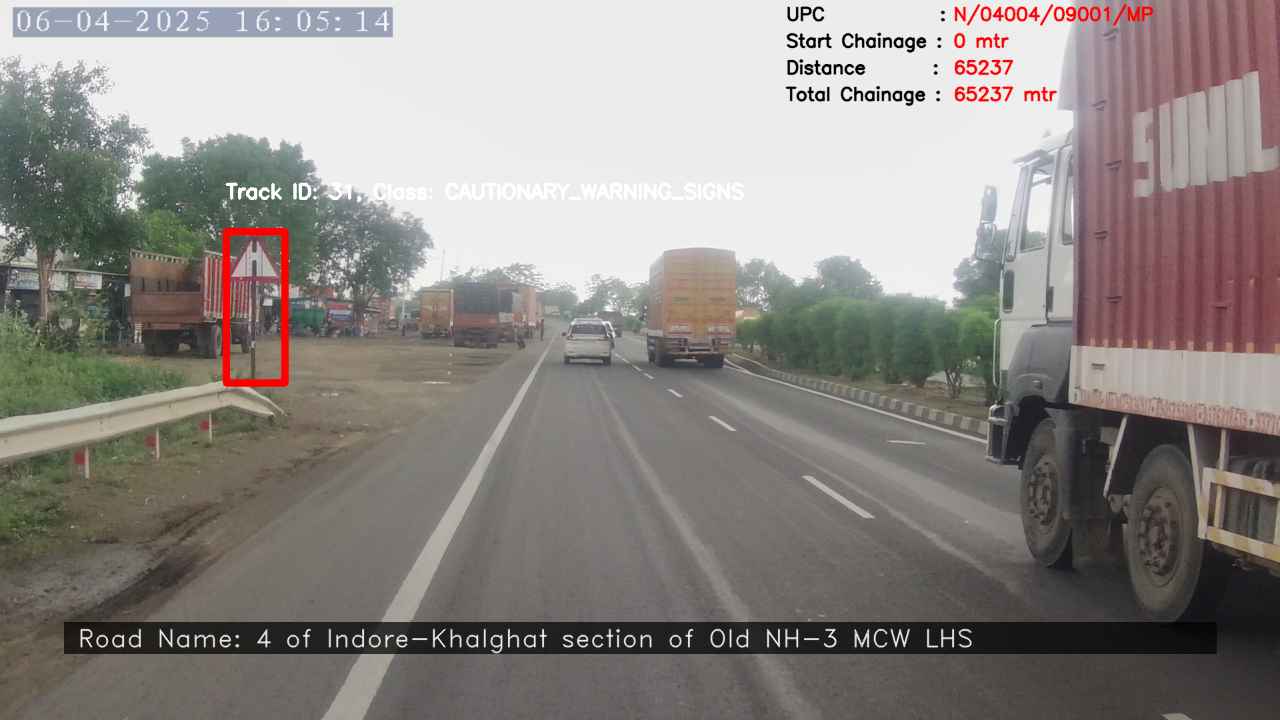 06-04-2025 16:05:14
UPC : N/04004/09001/MP
Start Chainage : 0 mtr
Distance : 65237
Total Chainage : 65237 mtr
Track ID: 31, Class: CAUTIONARY_WARNING_SIGNS
SUNIL
Road Name: 4 of Indore-Khalghat section of Old NH-3 MCW LHS